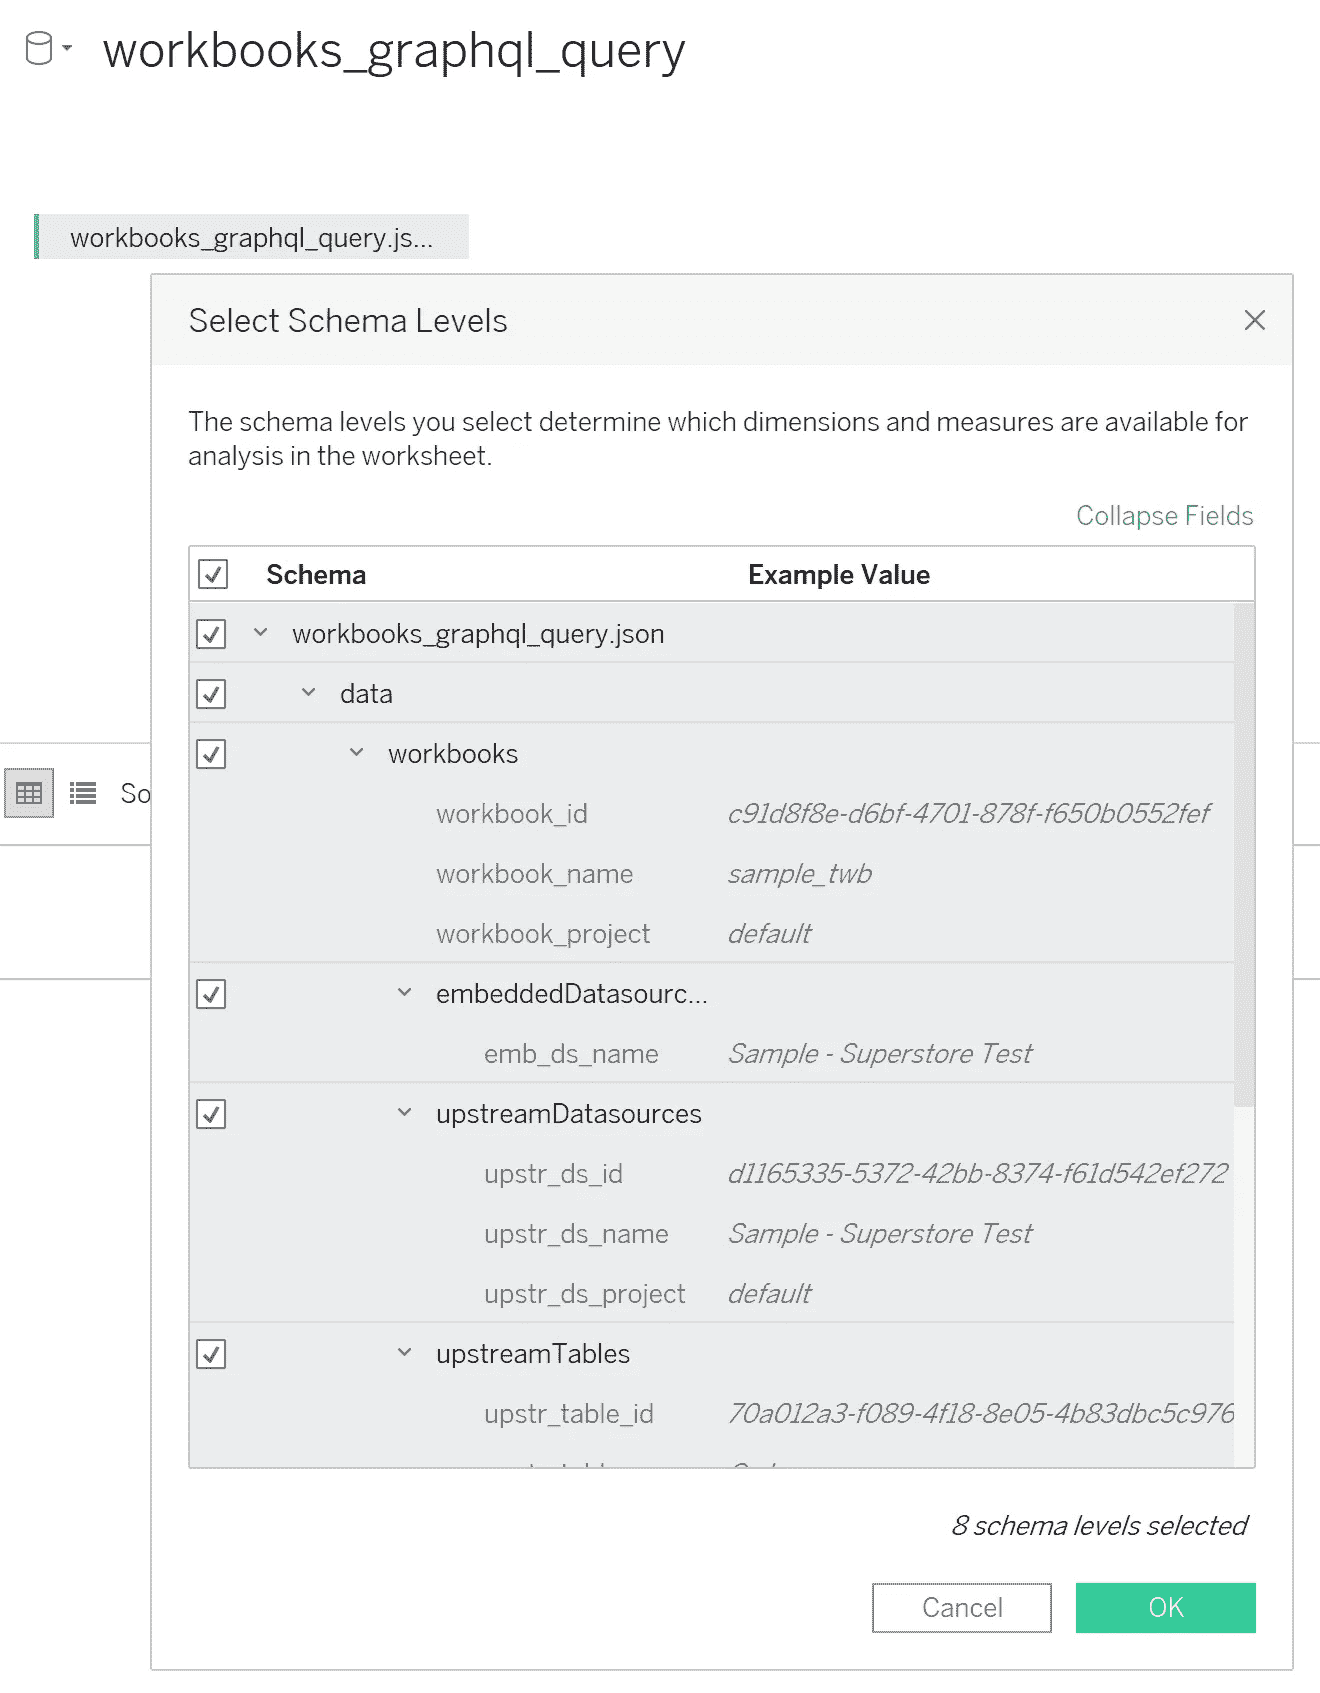 workbooks_graphql_query
workbooks_graphql_query.js...
Select Schema Levels
The schema levels you select determine which dimensions and measures are available for
analysis in the worksheet.
Collapse Fields
Schema Example Value
workbooks_graphql_query.json
data
workbooks
So
workbook_id c91d8f8e-d6bf-4701-878f-f650b0552fef
workbook_name sample_twb
workbook_project default
embeddedDatasourc...
emb_ds_name Sample - Superstore Test
upstreamDatasources
upstr_ds_id d1165335-5372-42bb-8374-f61d542ef272
upstr_ds_name Sample - Superstore Test
upstr_ds_project default
upstreamTables
upstr_table_id 70a012a3-f089-4f18-8e05-4b83dbc5c976
8 schema levels selected
Cancel OK